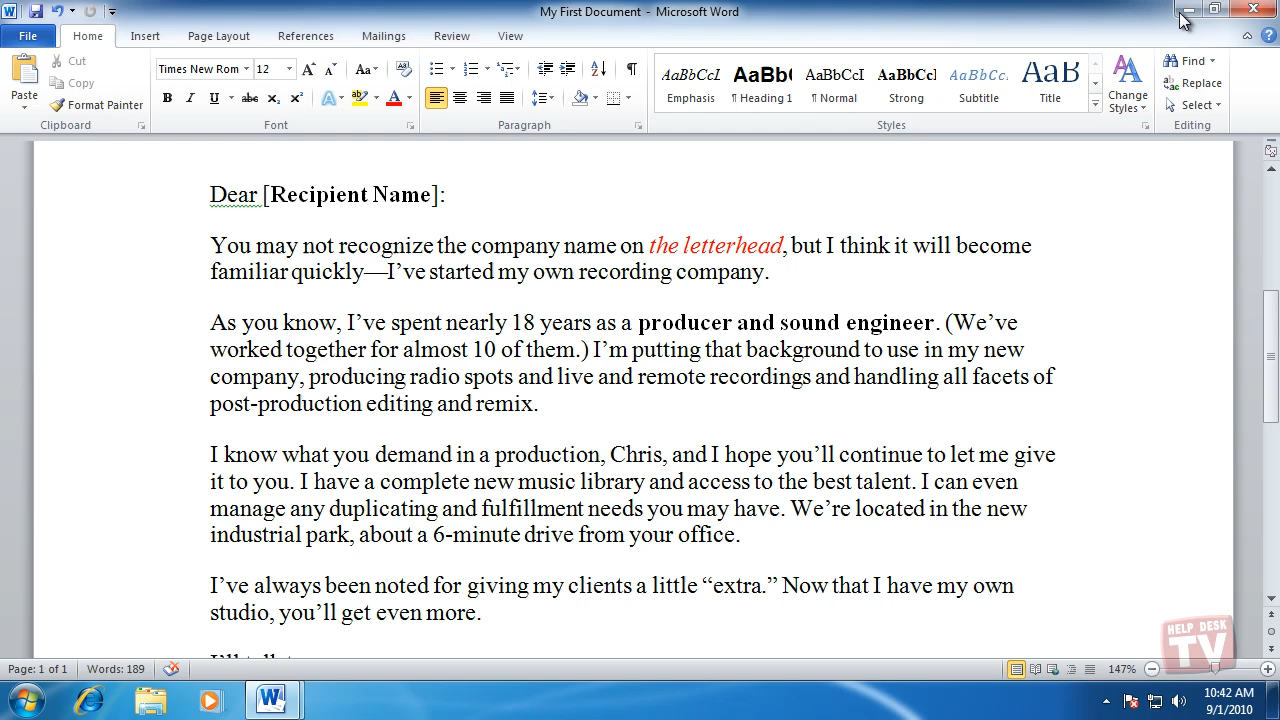 My First Document - Microsoft Word
File Home Insert Page Layout References Mailings Review View
Paste
Cut
Copy
Format Painter
Clipboard
Times New Rom 12
Font
Paragraph
AaBbCcI AaBb AaBbCcI AaBbCcI AaBbCc. AaB
Emphasis ¶ Heading 1 ¶ Normal Strong Subtitle Title
Styles
Change
Styles
Find
Replace
Select
Editing
Dear [Recipient Name]:
You may not recognize the company name on the letterhead, but I think it will become
familiar quickly—I’ve started my own recording company.
As you know, I’ve spent nearly 18 years as a producer and sound engineer. (We’ve
worked together for almost 10 of them.) I’m putting that background to use in my new
company, producing radio spots and live and remote recordings and handling all facets of
post-production editing and remix.
I know what you demand in a production, Chris, and I hope you’ll continue to let me give
it to you. I have a complete new music library and access to the best talent. I can even
manage any duplicating and fulfillment needs you may have. We’re located in the new
industrial park, about a 6-minute drive from your office.
I’ve always been noted for giving my clients a little “extra.” Now that I have my own
studio, you’ll get even more.
HELP DESK
TV
Page: 1 of 1 Words: 189 147%
10:42 AM
9/1/2010